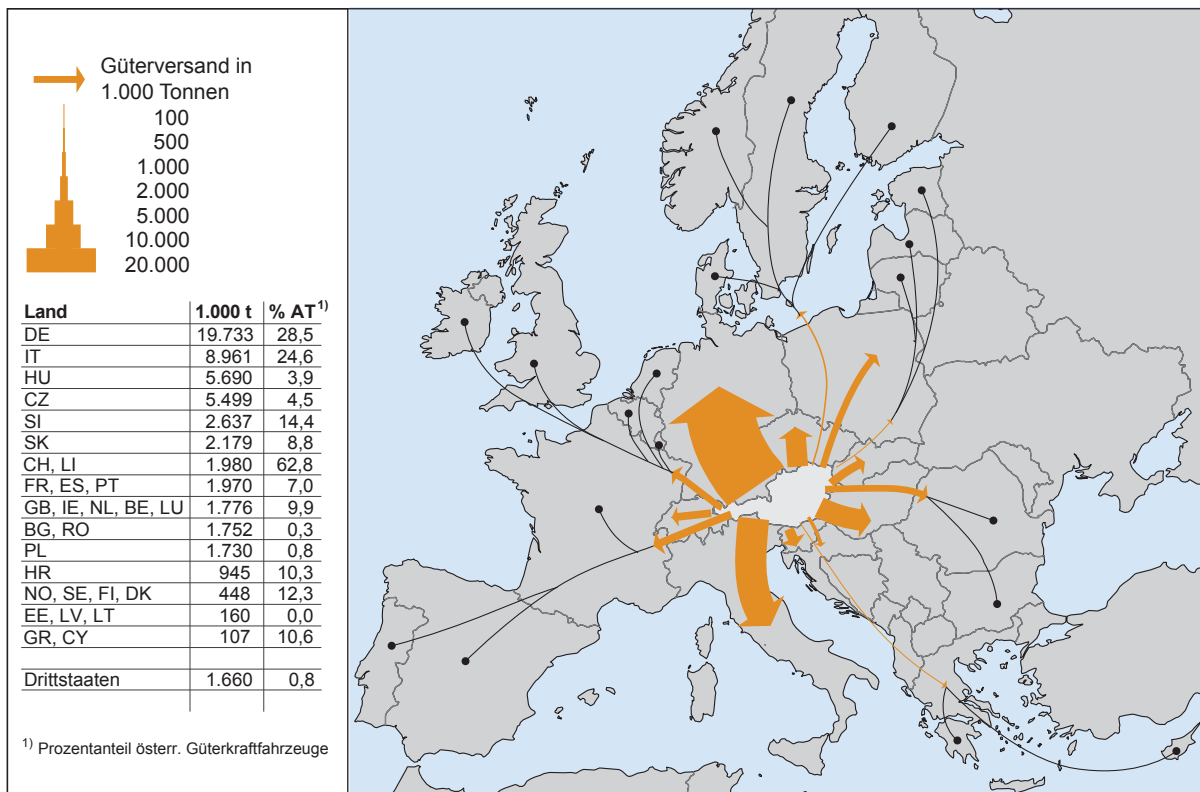 Güterversand in
1.000 Tonnen
100
500
1.000
2.000
5.000
10.000
20.000
Land 1.000 t % AT1)
DE 19.733 28,5
IT 8.961 24,6
HU 5.690 3,9
CZ 5.499 4,5
SI 2.637 14,4
SK 2.179 8,8
CH, LI 1.980 62,8
FR, ES, PT 1.970 7,0
GB, IE, NL, BE, LU 1.776 9,9
BG, RO 1.752 0,3
PL 1.730 0,8
HR 945 10,3
NO, SE, FI, DK 448 12,3
EE, LV, LT 160 0,0
GR, CY 107 10,6
Drittstaaten 1.660 0,8
1) Prozentanteil österr. Güterkraftfahrzeuge